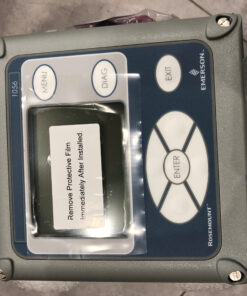 1056
MENU
DIAG
EXIT
ENTER
Remove Protective Film
Immediately After Installed
EMERSON
ROSEMOUNT